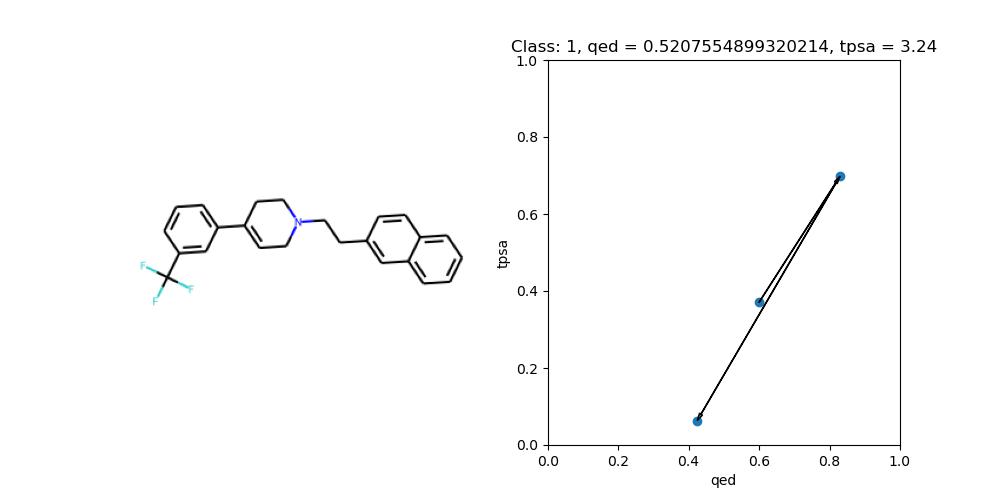 Class: 1, qed = 0.5207554899320214, tpsa = 3.24
1.0
0.8
0.6
0.4
0.2
0.0
tpsa
0.0 0.2 0.4 0.6 0.8 1.0
qed
N
F
F
F